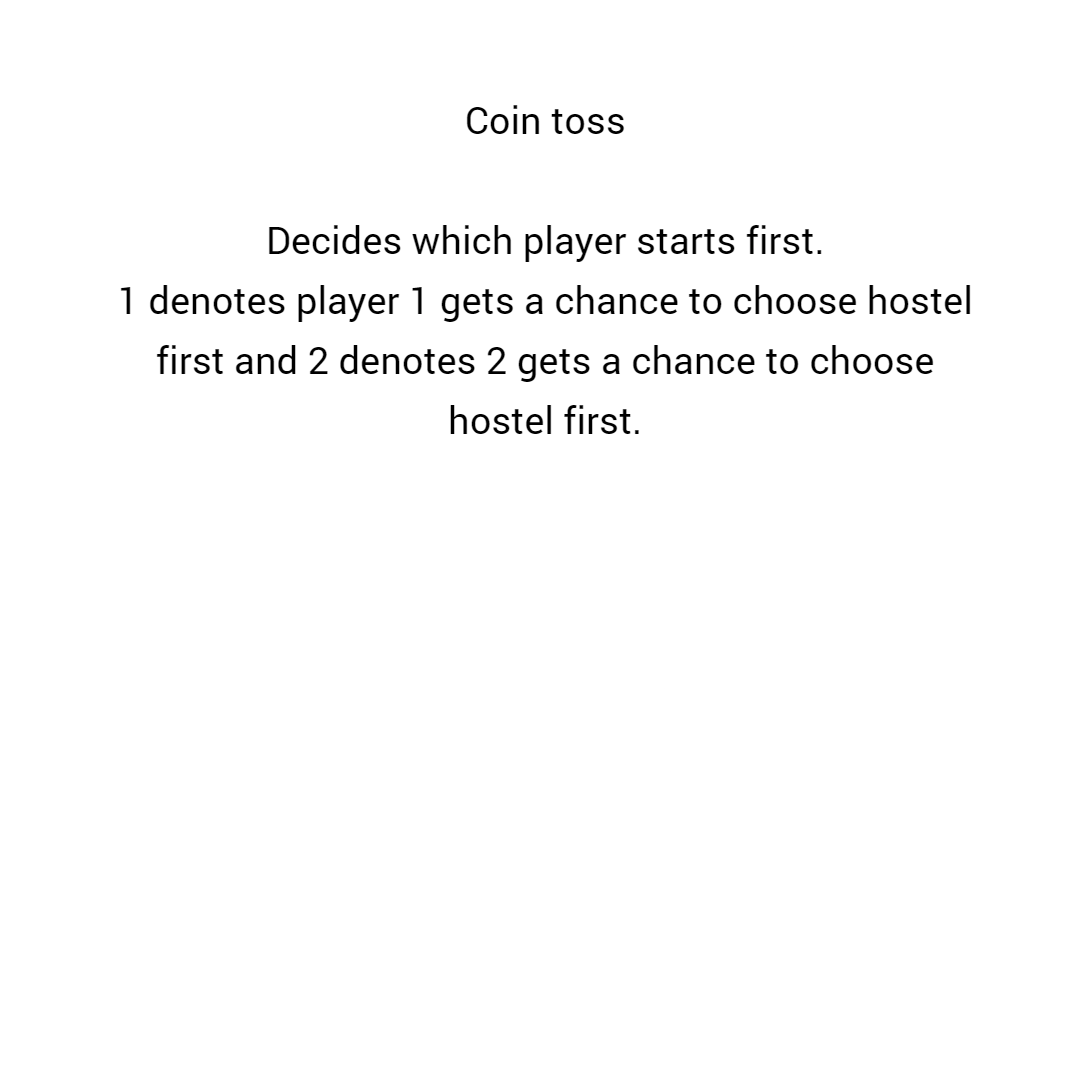 Coin toss
Decides which player starts first.
1 denotes player 1 gets a chance to choose hostel
first and 2 denotes 2 gets a chance to choose
hostel first.